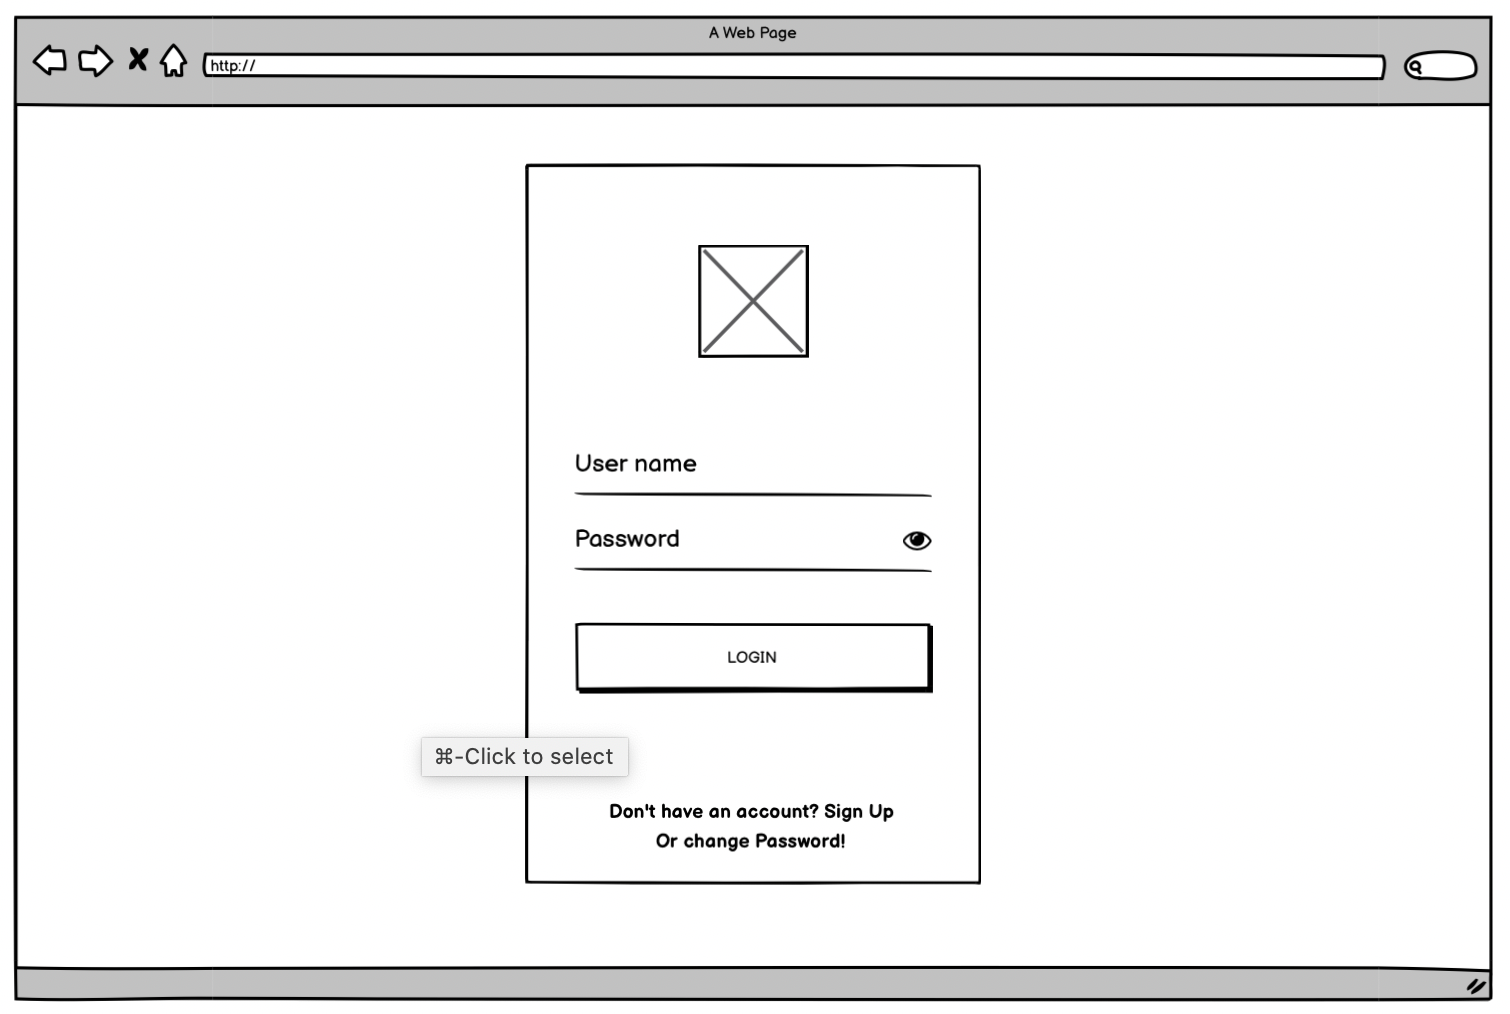 A Web Page
http://
User name
Password
LOGIN
⌘-Click to select
Don't have an account? Sign Up
Or change Password!